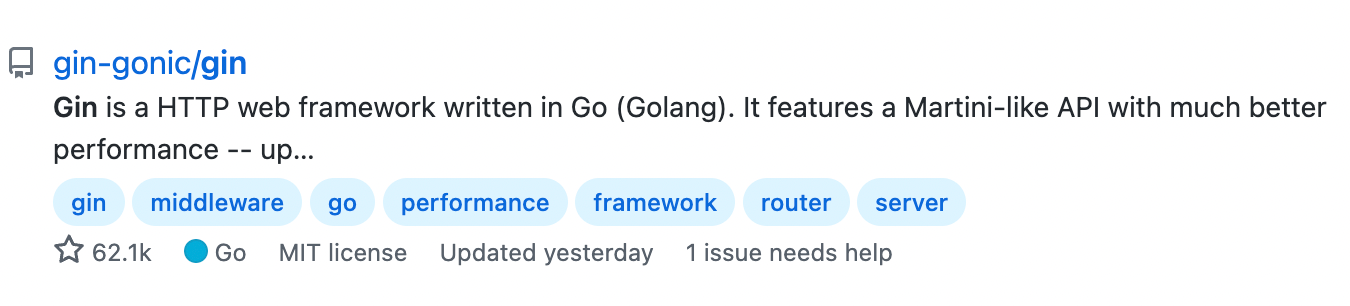 gin-gonic/gin
Gin is a HTTP web framework written in Go (Golang). It features a Martini-like API with much better
performance -- up...
gin middleware go performance framework router server
62.1k Go MIT license Updated yesterday 1 issue needs help